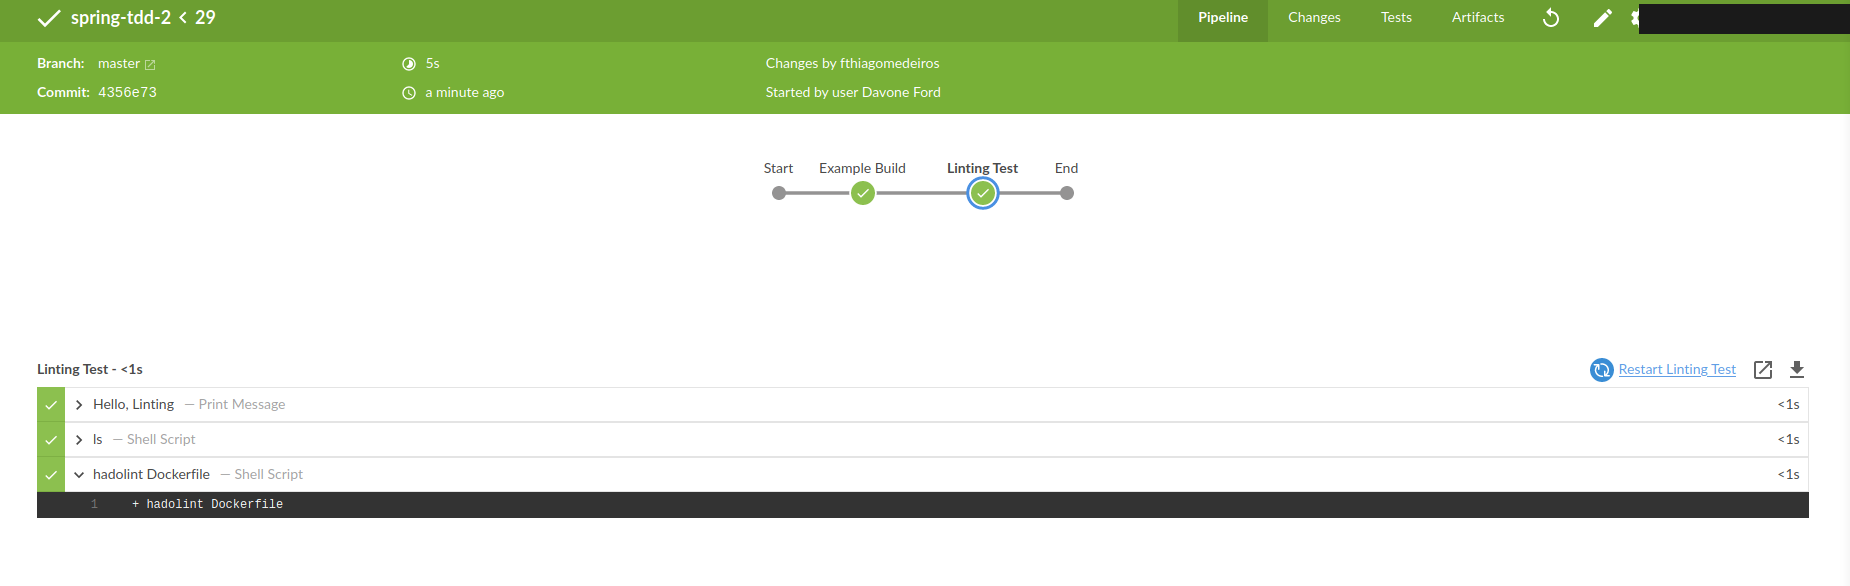 spring-tdd-2 < 29
Pipeline Changes Tests Artifacts
Branch: master 5s Changes by fthiagomedeiros
Commit: 4356e73 a minute ago Started by user Davone Ford
Start Example Build Linting Test End
Linting Test - <1s Restart Linting Test
Hello, Linting — Print Message <1s
ls — Shell Script <1s
hadolint Dockerfile — Shell Script <1s
1 + hadolint Dockerfile